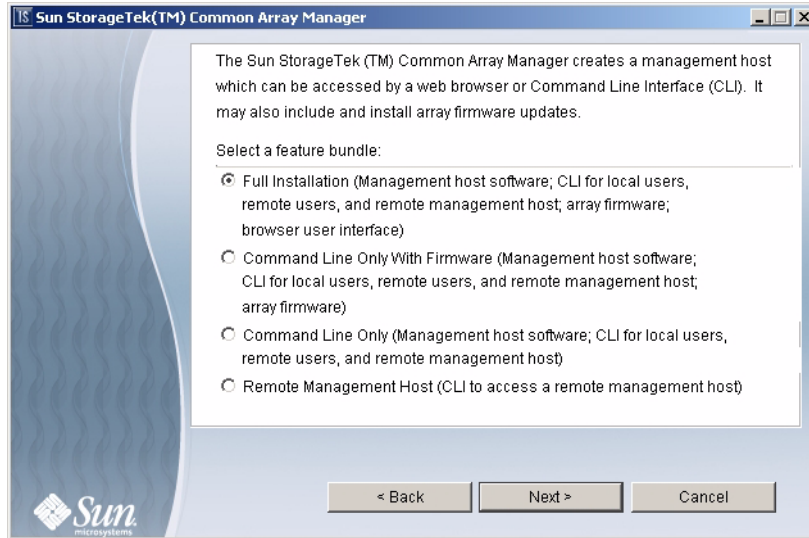 TS Sun StorageTek(TM) Common Array Manager
The Sun StorageTek (TM) Common Array Manager creates a management host
which can be accessed by a web browser or Command Line Interface (CLI). It
may also include and install array firmware updates.
Select a feature bundle:
Full Installation (Management host software; CLI for local users,
remote users, and remote management host; array firmware;
browser user interface)
Command Line Only With Firmware (Management host software;
CLI for local users, remote users, and remote management host;
array firmware)
Command Line Only (Management host software; CLI for local users,
remote users, and remote management host)
Remote Management Host (CLI to access a remote management host)
< Back
Next >
Cancel
Sun
microsystems